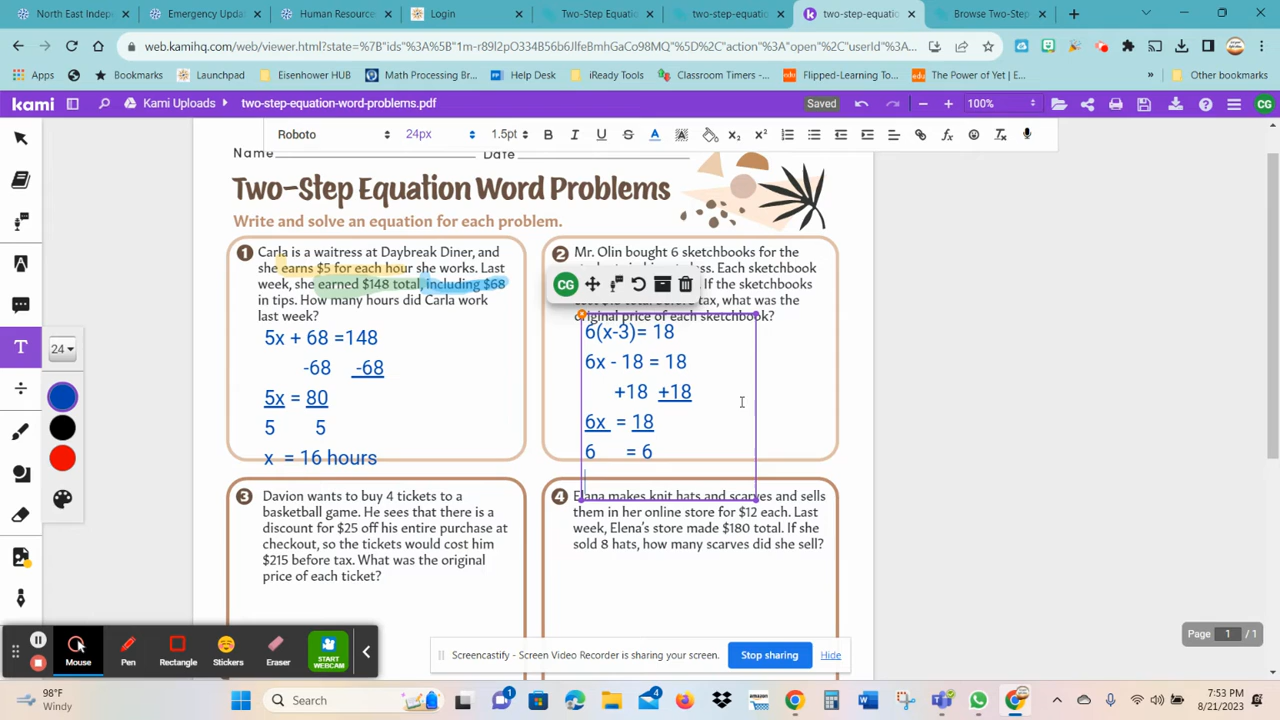 North East Independ
Emergency Updat
Human Resource
Login
Two-Step Equatio
two-step-equatio
two-step-equatio
Browse Two-Step
web.kamihq.com/web/viewer.html?state=%7B"ids"%3A%5B"1m-r89l2pO334B56b6JlfeBmhGaCo98MQ"%5D%2C"action"%3A"open"%2C"userId"%3A...
Apps
Bookmarks
Launchpad
Eisenhower HUB
Math Processing Br...
Help Desk
iReady Tools
Classroom Timers -...
Flipped-Learning To...
The Power of Yet | E...
»
Other bookmarks
kami
Kami Uploads
two-step-equation-word-problems.pdf
Saved
100%
CG
Roboto
24px
1.5pt
Name
Date
Two-Step Equation Word Problems
Write and solve an equation for each problem.
1 Carla is a waitress at Daybreak Diner, and
she earns $5 for each hour she works. Last
week, she earned $148 total, including $68
in tips. How many hours did Carla work
last week?
5x + 68 =148
-68 -68
5x = 80
5 5
x = 16 hours
2 Mr. Olin bought 6 sketchbooks for the
Each sketchbook
If the sketchbooks
tax, what was the
original price of each sketchbook?
CG
6(x-3)= 18
6x - 18 = 18
+18 +18
6x = 18
6 = 6
3 Davion wants to buy 4 tickets to a
basketball game. He sees that there is a
discount for $25 off his entire purchase at
checkout, so the tickets would cost him
$215 before tax. What was the original
price of each ticket?
4 Elana makes knit hats and scarves and sells
them in her online store for $12 each. Last
week, Elena's store made $180 total. If she
sold 8 hats, how many scarves did she sell?
24
Mouse
Pen
Rectangle
Stickers
Eraser
START
WEBCAM
Screencastify - Screen Video Recorder is sharing your screen.
Stop sharing
Hide
Page 1 / 1
98°F
Windy
Search
1
4
7:53 PM
8/21/2023